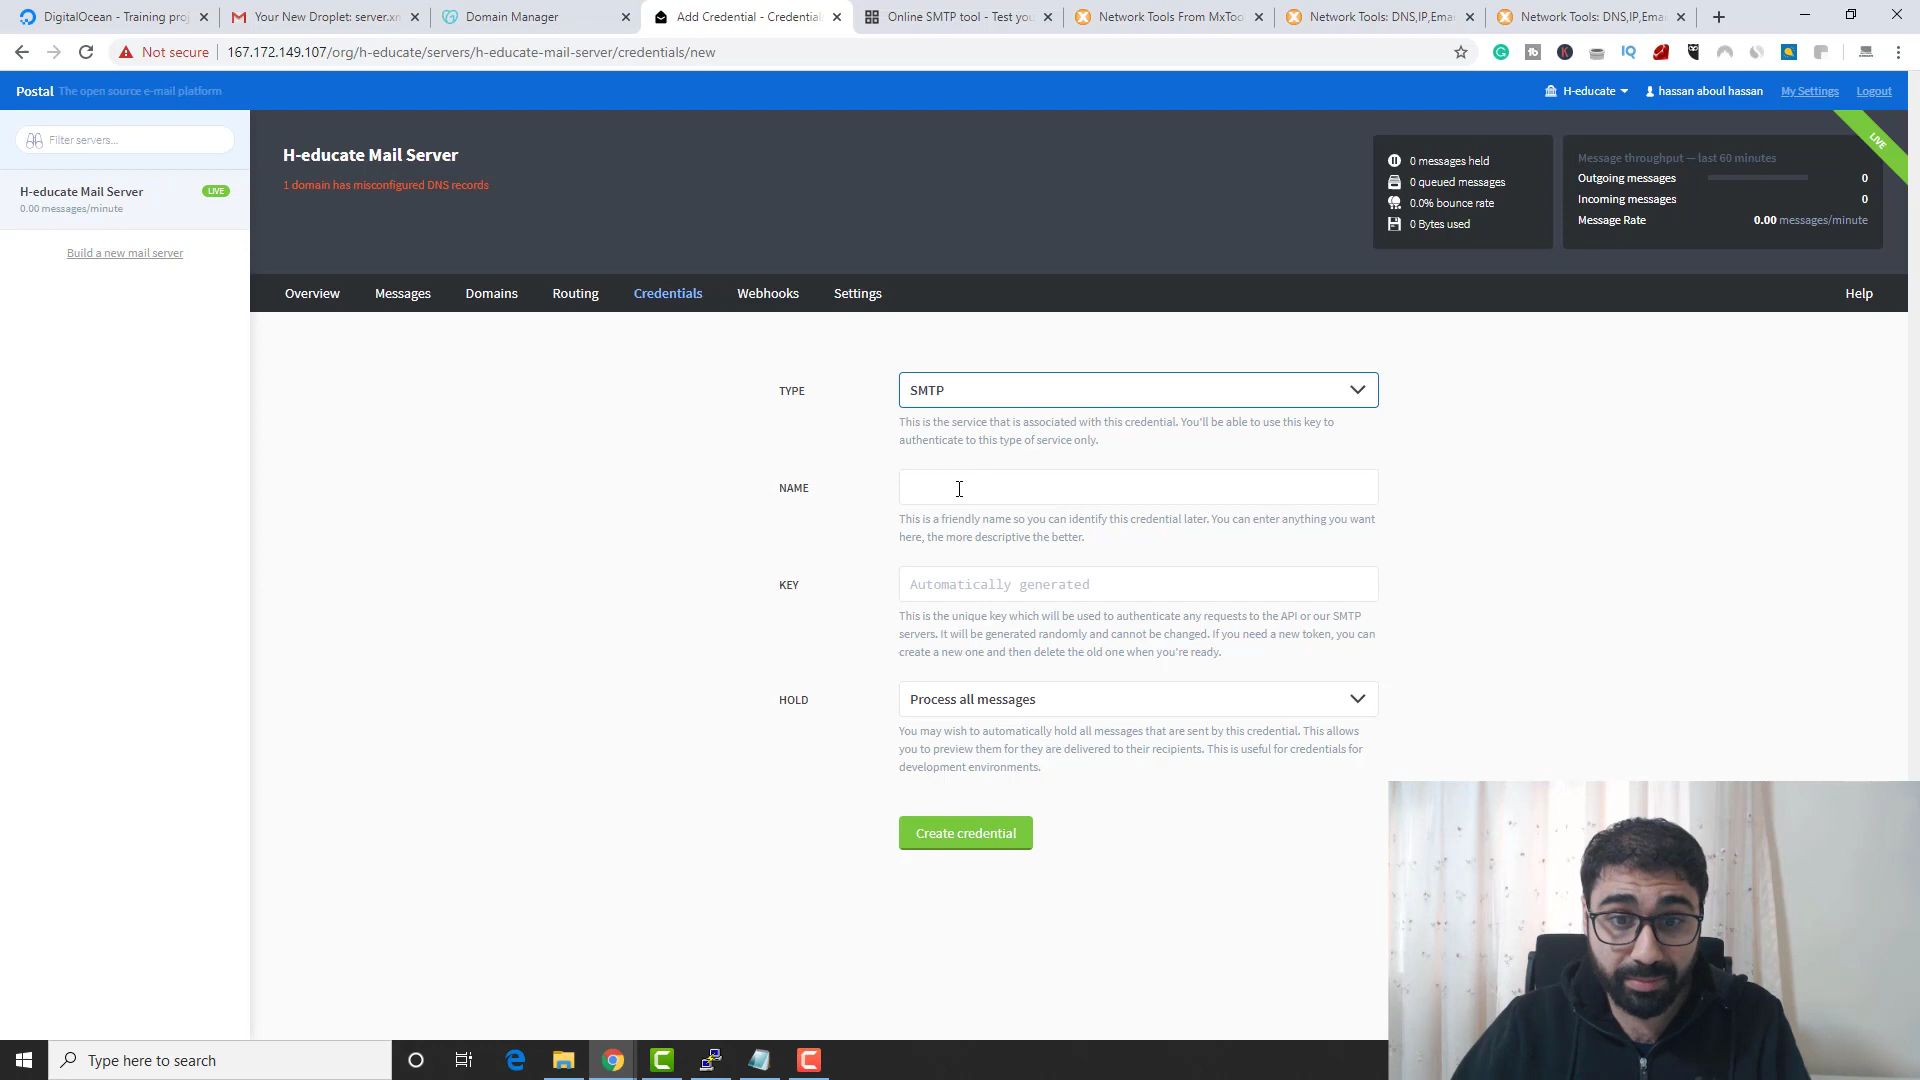 DigitalOcean - Training proj
Your New Droplet: server.xn
Domain Manager
Add Credential - Credential
Online SMTP tool - Test you
Network Tools From MxToo
Network Tools: DNS,IP,Emai
Network Tools: DNS,IP,Emai
Not secure
167.172.149.107/org/h-educate/servers/h-educate-mail-server/credentials/new
Postal The open source e-mail platform
H-educate
hassan aboul hassan
My Settings
Logout
Filter servers...
H-educate Mail Server
LIVE
0.00 messages/minute
Build a new mail server
H-educate Mail Server
1 domain has misconfigured DNS records
0 messages held
0 queued messages
0.0% bounce rate
0 Bytes used
Message throughput — last 60 minutes
Outgoing messages 0
Incoming messages 0
Message Rate 0.00 messages/minute
LIVE
Overview Messages Domains Routing Credentials Webhooks Settings Help
TYPE
SMTP
This is the service that is associated with this credential. You'll be able to use this key to
authenticate to this type of service only.
NAME
This is a friendly name so you can identify this credential later. You can enter anything you want
here, the more descriptive the better.
KEY
Automatically generated
This is the unique key which will be used to authenticate any requests to the API or our SMTP
servers. It will be generated randomly and cannot be changed. If you need a new token, you can
create a new one and then delete the old one when you're ready.
HOLD
Process all messages
You may wish to automatically hold all messages that are sent by this credential. This allows
you to preview them for they are delivered to their recipients. This is useful for credentials for
development environments.
Create credential
Type here to search